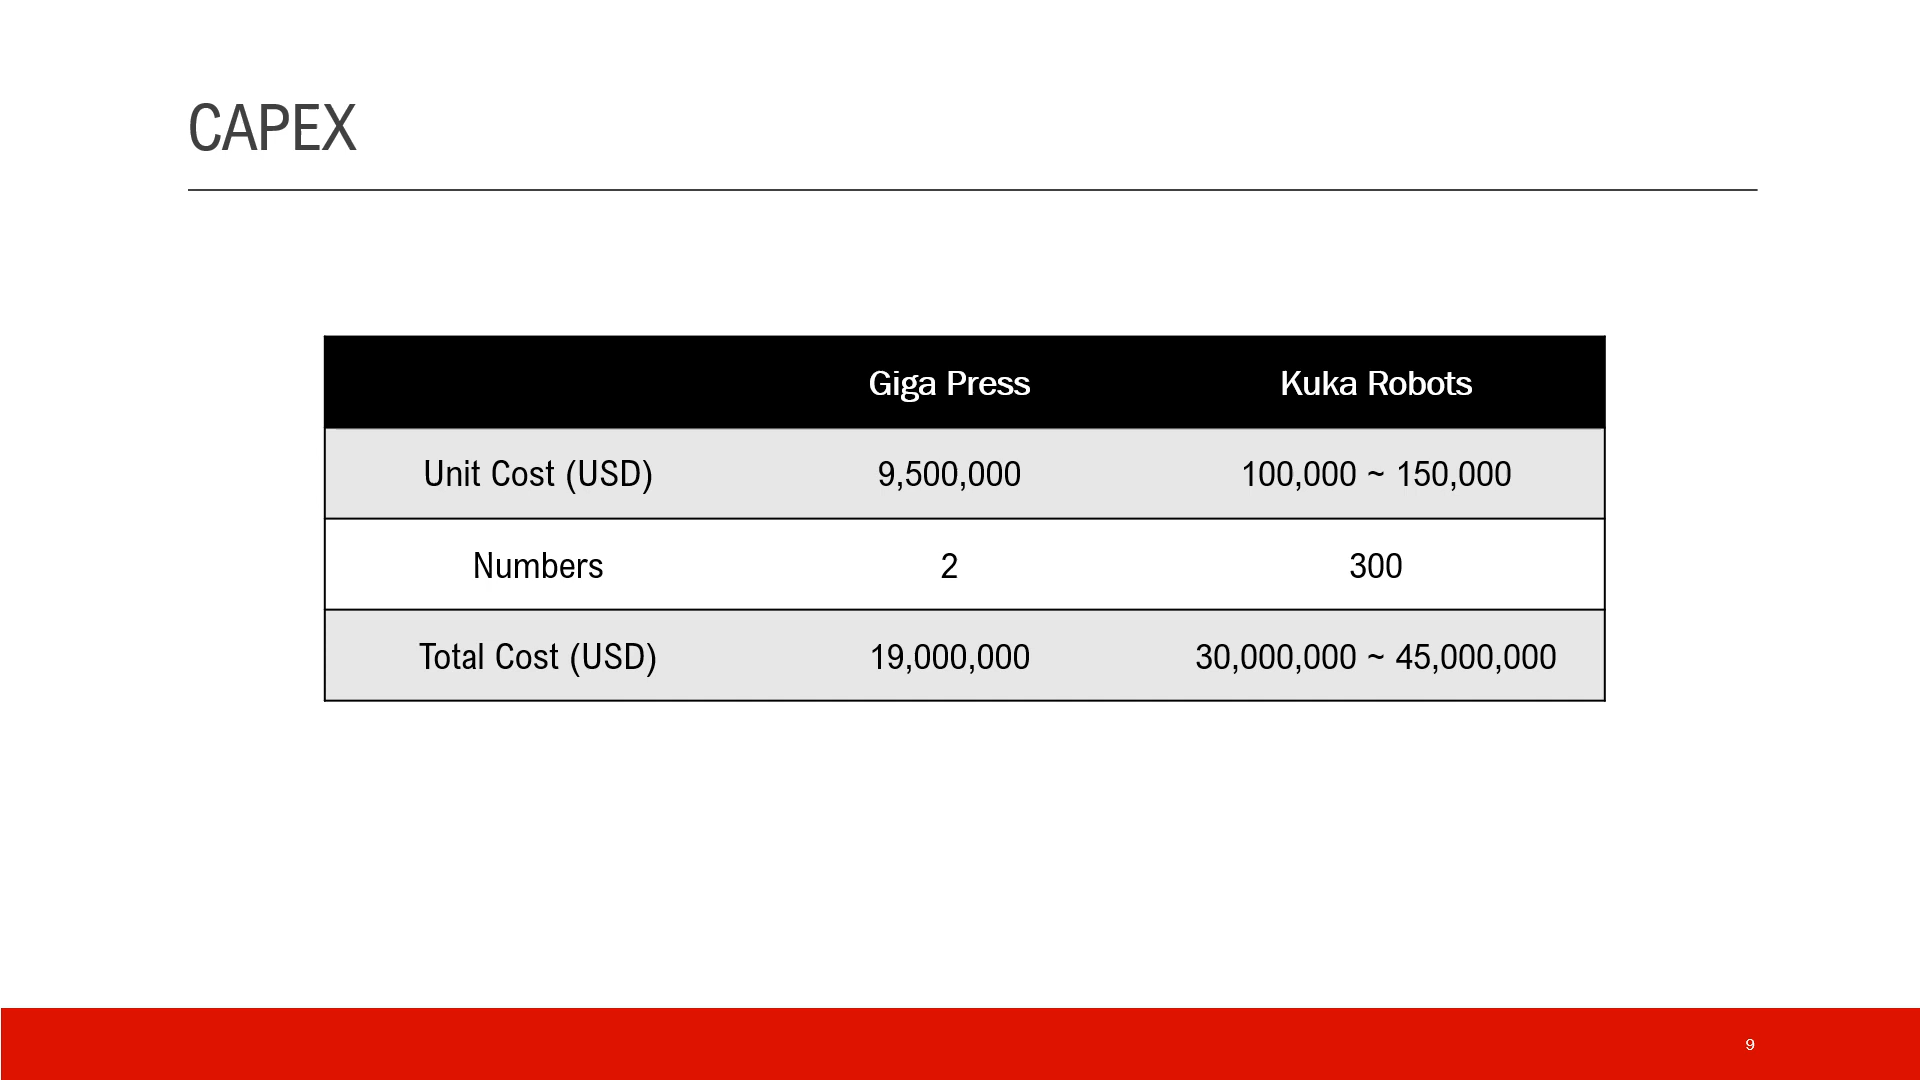 CAPEX
Giga Press Kuka Robots
Unit Cost (USD) 9,500,000 100,000 ~ 150,000
Numbers 2 300
Total Cost (USD) 19,000,000 30,000,000 ~ 45,000,000
9